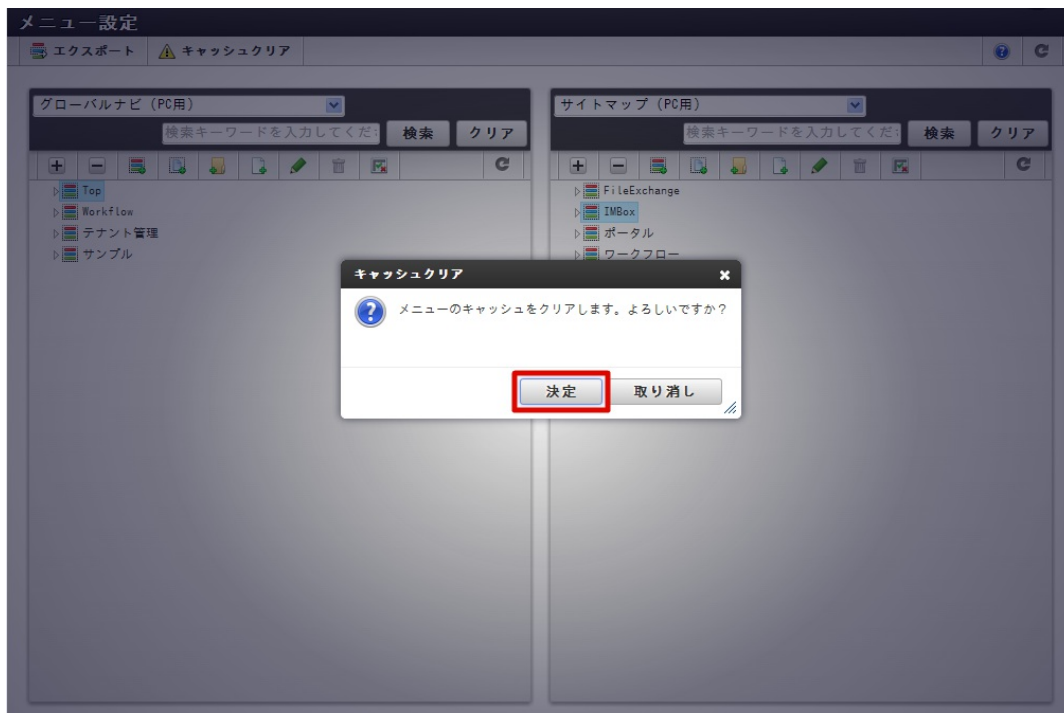 メニュー設定
エクスポート キャッシュクリア
グローバルナビ (PC用)
検索キーワードを入力してくだ
検索 クリア
サイトマップ (PC用)
検索キーワードを入力してくだ
検索 クリア
Top
Workflow
テナント管理
サンプル
FileExchange
IMBox
ポータル
ワークフロー
キャッシュクリア
メニューのキャッシュをクリアします。よろしいですか?
決定 取り消し